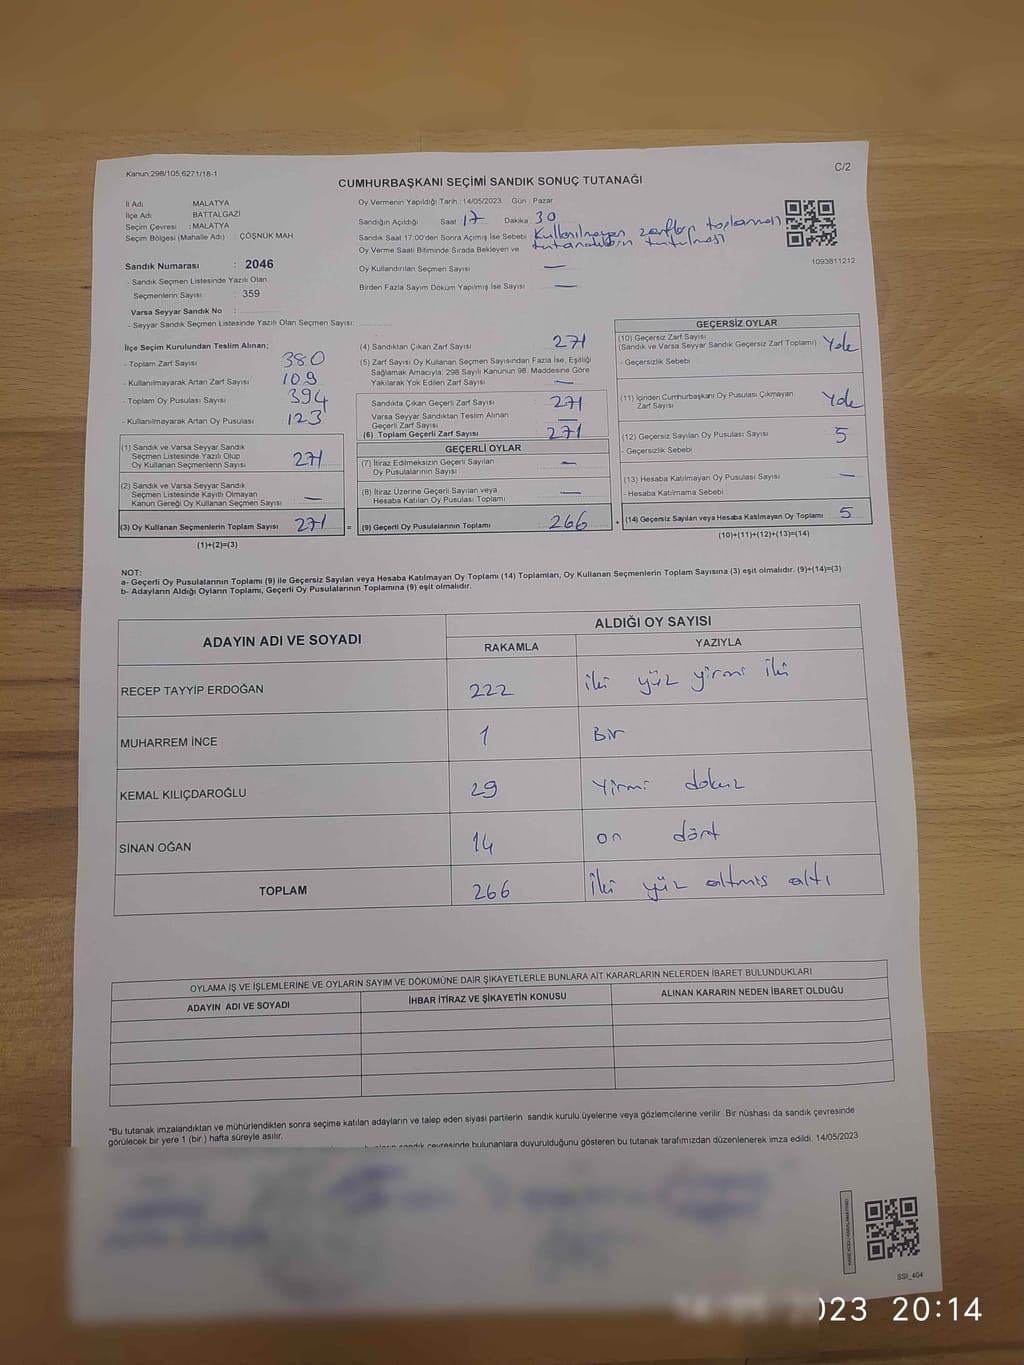 Kanun:298/105,6271/18-1
C/2
CUMHURBAŞKANI SEÇİMİ SANDIK SONUÇ TUTANAĞI
İl Adı : MALATYA
İlçe Adı : BATTALGAZİ
Seçim Çevresi : MALATYA
Seçim Bölgesi (Mahalle Adı) : ÇÖŞNÜK MAH
Sandık Numarası : 2046
- Sandık Seçmen Listesinde Yazılı Olan
Seçmenlerin Sayısı : 359
Varsa Seyyar Sandık No :
- Seyyar Sandık Seçmen Listesinde Yazılı Olan Seçmen Sayısı:
Oy Vermenin Yapıldığı Tarih : 14/05/2023 Gün : Pazar
Sandığın Açıldığı Saat 17 Dakika 30
Sandık Saat 17:00'den Sonra Açımış İse Sebebi Kullanılmayan zarfların toplanması
Oy Verme Saati Bitiminde Sırada Bekleyen ve tutanakların tutulması
Oy Kullandırılan Seçmen Sayısı —
Birden Fazla Sayım Döküm Yapılmış İse Sayısı —
1093811212
İlçe Seçim Kurulundan Teslim Alınan;
- Toplam Zarf Sayısı 380
- Kullanılmayarak Artan Zarf Sayısı 109
- Toplam Oy Pusulası Sayısı 394
- Kullanılmayarak Artan Oy Pusulası 123
(1) Sandık ve Varsa Seyyar Sandık
Seçmen Listesinde Yazılı Olup
Oy Kullanan Seçmenlerin Sayısı 271
(2) Sandık ve Varsa Seyyar Sandık
Seçmen Listesinde Kayıtlı Olmayan
Kanun Gereği Oy Kullanan Seçmen Sayısı —
(3) Oy Kullanan Seçmenlerin Toplam Sayısı 271 =
(1)+(2)=(3)
(4) Sandıktan Çıkan Zarf Sayısı 271
(5) Zarf Sayısı Oy Kullanan Seçmen Sayısından Fazla İse, Eşitliği
Sağlamak Amacıyla; 298 Sayılı Kanunun 98. Maddesine Göre
Yakılarak Yok Edilen Zarf Sayısı —
Sandıkta Çıkan Geçerli Zarf Sayısı 271
Varsa Seyyar Sandıktan Teslim Alınan
Geçerli Zarf Sayısı —
(6) Toplam Geçerli Zarf Sayısı 271
GEÇERLİ OYLAR
(7) İtiraz Edilmeksizin Geçerli Sayılan
Oy Pusulalarının Sayısı —
(8) İtiraz Üzerine Geçerli Sayılan veya
Hesaba Katılan Oy Pusulası Toplamı —
(9) Geçerli Oy Pusulalarının Toplamı 266 +
GEÇERSİZ OYLAR
(10) Geçersiz Zarf Sayısı
(Sandık ve Varsa Seyyar Sandık Geçersiz Zarf Toplamı) Yok
- Geçersizlik Sebebi
(11) İçinden Cumhurbaşkanı Oy Pusulası Çıkmayan
Zarf Sayısı Yok
(12) Geçersiz Sayılan Oy Pusulası Sayısı 5
- Geçersizlik Sebebi
(13) Hesaba Katılmayan Oy Pusulası Sayısı —
- Hesaba Katılmama Sebebi
(14) Geçersiz Sayılan veya Hesaba Katılmayan Oy Toplamı 5
(10)+(11)+(12)+(13)=(14)
NOT:
a- Geçerli Oy Pusulalarının Toplamı (9) ile Geçersiz Sayılan veya Hesaba Katılmayan Oy Toplamı (14) Toplamları, Oy Kullanan Seçmenlerin Toplam Sayısına (3) eşit olmalıdır. (9)+(14)=(3)
b- Adayların Aldığı Oyların Toplamı, Geçerli Oy Pusulalarının Toplamına (9) eşit olmalıdır.
ADAYIN ADI VE SOYADI
ALDIĞI OY SAYISI
RAKAMLA YAZIYLA
RECEP TAYYİP ERDOĞAN 222 iki yüz yirmi iki
MUHARREM İNCE 1 Bir
KEMAL KILIÇDAROĞLU 29 Yirmi dokuz
SİNAN OĞAN 14 on dört
TOPLAM 266 iki yüz altmış altı
OYLAMA İŞ VE İŞLEMLERİNE VE OYLARIN SAYIM VE DÖKÜMÜNE DAİR ŞİKAYETLERLE BUNLARA AİT KARARLARIN NELERDEN İBARET BULUNDUKLARI
ADAYIN ADI VE SOYADI İHBAR İTİRAZ VE ŞİKAYETİN KONUSU ALINAN KARARIN NEDEN İBARET OLDUĞU
*Bu tutanak imzalandıktan ve mühürlendikten sonra seçime katılan adayların ve talep eden siyasi partilerin sandık kurulu üyelerine veya gözlemcilerine verilir. Bir nüshası da sandık çevresinde
görülecek bir yere 1 (bir) hafta süreyle asılır.
sandık çevresinde bulunanlara duyurulduğunu gösteren bu tutanak tarafımızdan düzenlenerek imza edildi. 14/05/2023
SSI_404
023 20:14